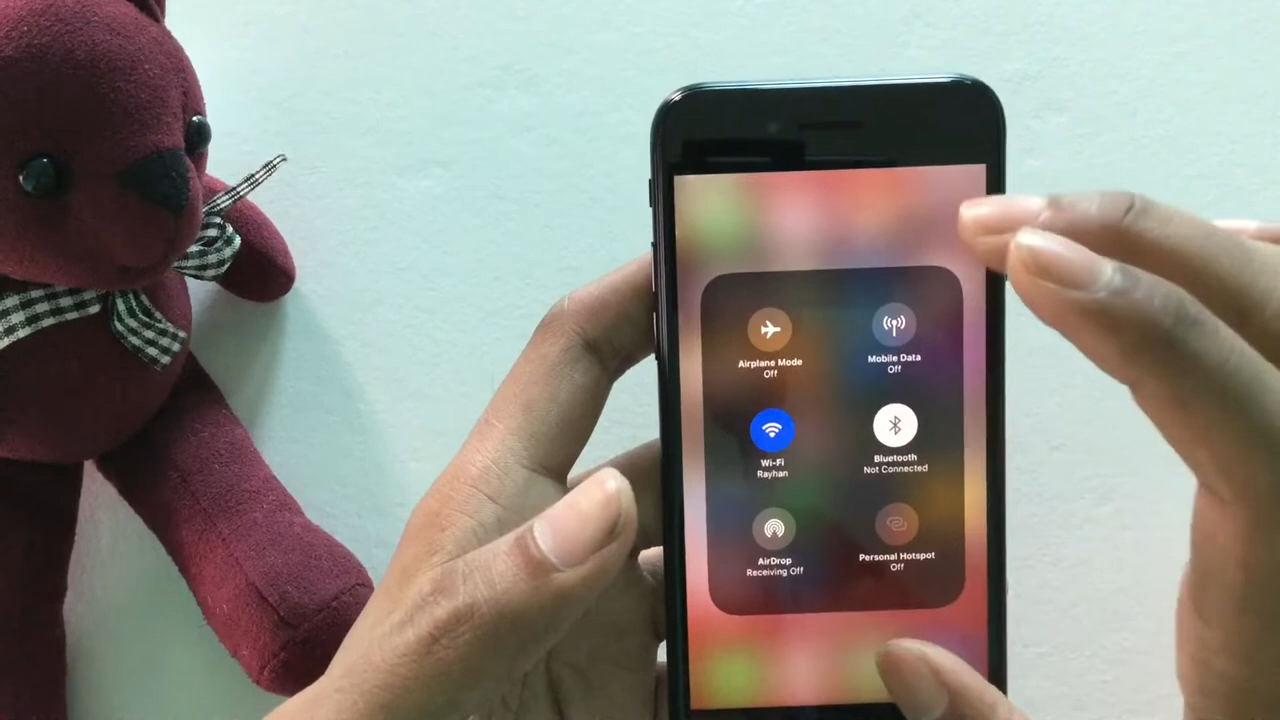 Airplane Mode
Off
Mobile Data
Off
Wi-Fi
Rayhan
Bluetooth
Not Connected
AirDrop
Receiving Off
Personal Hotspot
Off